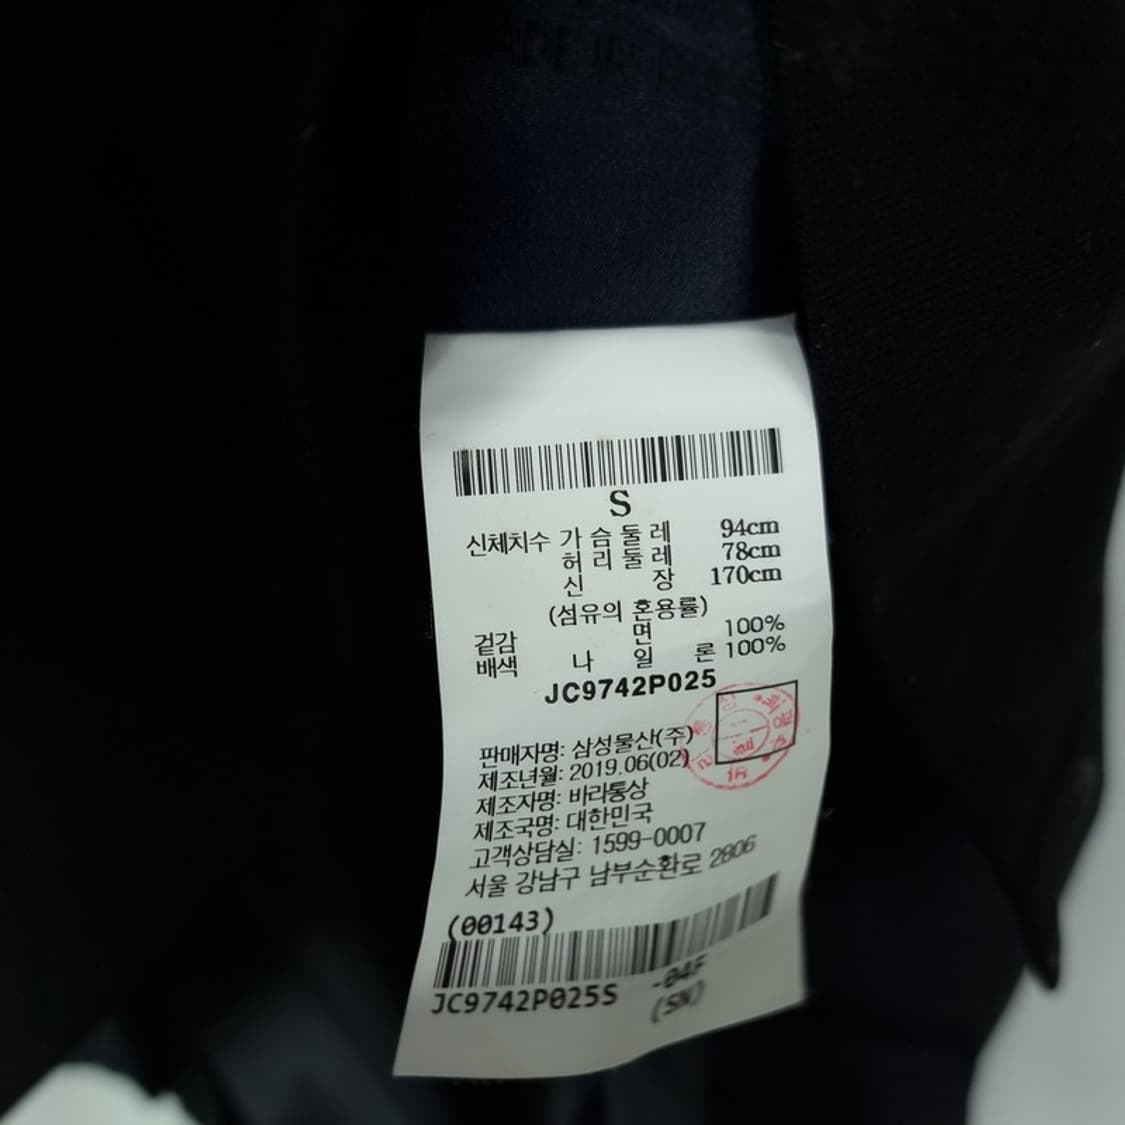 S
신체치수 가슴둘레 94cm
허리둘레 78cm
신 장 170cm
(섬유의 혼용률)
겉감 면 100%
배색 나 일 론 100%
JC9742P025
판매자명: 삼성물산(주)
제조년월: 2019.06(02)
제조자명: 바라통상
제조국명: 대한민국
고객상담실: 1599-0007
서울 강남구 남부순환로 2806
(00143)
JC9742P025S -04F
(SN)